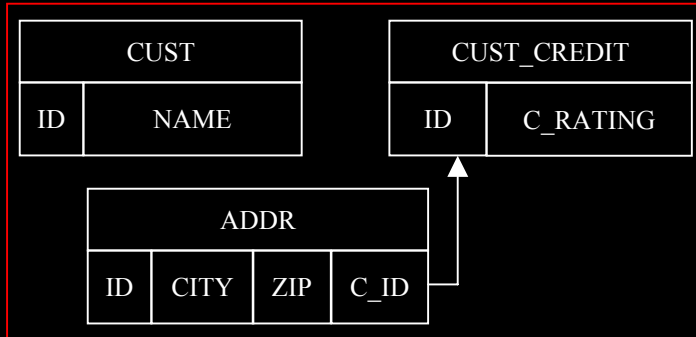 CUST
ID NAME
CUST_CREDIT
ID C_RATING
ADDR
ID CITY ZIP C_ID